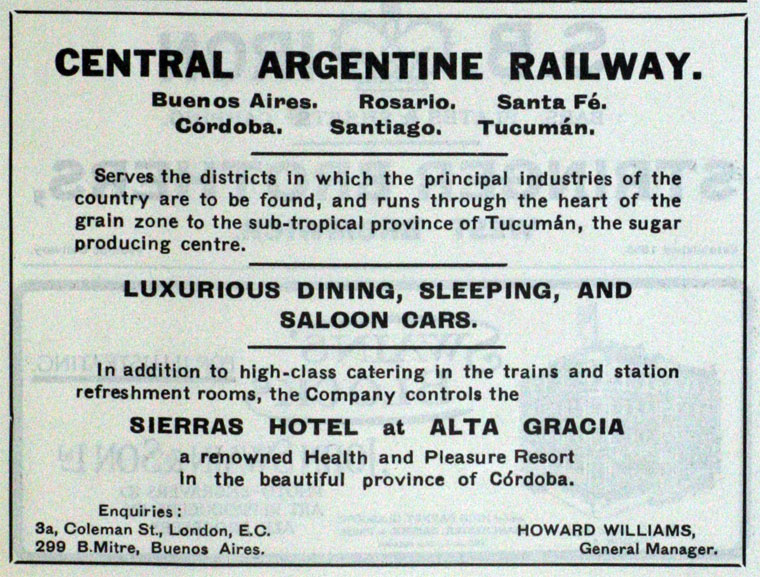 CENTRAL ARGENTINE RAILWAY.
Buenos Aires. Rosario. Santa Fé.
Córdoba. Santiago. Tucumán.
Serves the districts in which the principal industries of the
country are to be found, and runs through the heart of the
grain zone to the sub-tropical province of Tucumán, the sugar
producing centre.
LUXURIOUS DINING, SLEEPING, AND
SALOON CARS.
In addition to high-class catering in the trains and station
refreshment rooms, the Company controls the
SIERRAS HOTEL at ALTA GRACIA
a renowned Health and Pleasure Resort
In the beautiful province of Córdoba.
Enquiries:
3a, Coleman St., London, E.C.
299 B.Mitre, Buenos Aires.
HOWARD WILLIAMS,
General Manager.